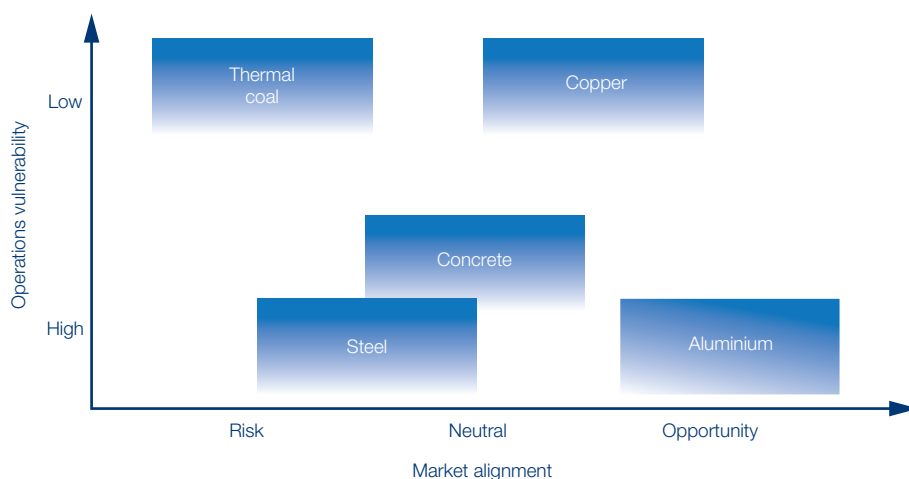 Thermal
coal
Copper
Low
Operations vulnerability
Concrete
High
Steel
Aluminium
Risk
Neutral
Opportunity
Market alignment